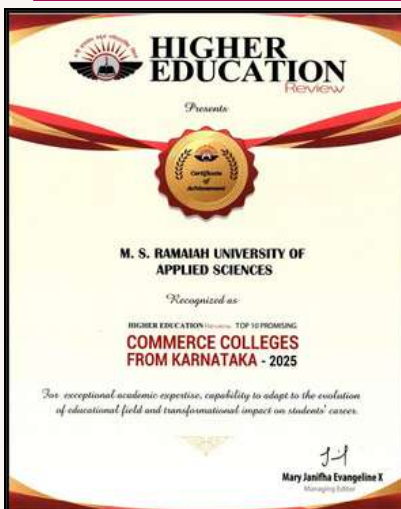 HIGHER
EDUCATION
Review
Presents
Certificate
of
Achievement
M. S. RAMAIAH UNIVERSITY OF
APPLIED SCIENCES
Recognized as
HIGHER EDUCATION Review TOP 10 PROMISING
COMMERCE COLLEGES
FROM KARNATAKA - 2025
For exceptional academic expertise, capability to adapt to the evolution
of educational field and transformational impact on students' career.
Mary Janifha Evangeline X
Managing Editor